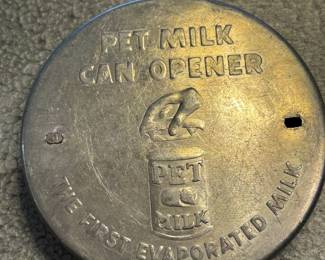 PET MILK
CAN OPENER
PET
MILK
THE FIRST EVAPORATED MILK